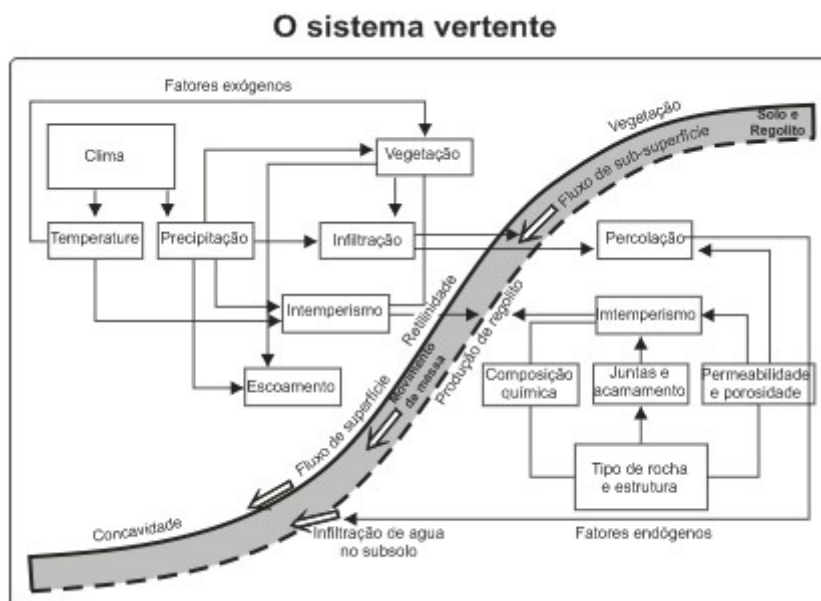 O sistema vertente
Fatores exógenos
Clima
Vegetação
Vegetação
Solo e
Regolito
Fluxo de sub-superfície
Temperature
Precipitação
Infiltração
Percolação
Intemperismo
Retilinidade
Imtemperismo
Produção de regolito
Movimento
de messa
Escoamento
Composição
química
Juntas e
acamamento
Permeabilidade
e porosidade
Fluxo de superfície
Tipo de rocha
e estrutura
Concavidade
Infiltração de agua
no subsolo
Fatores endógenos